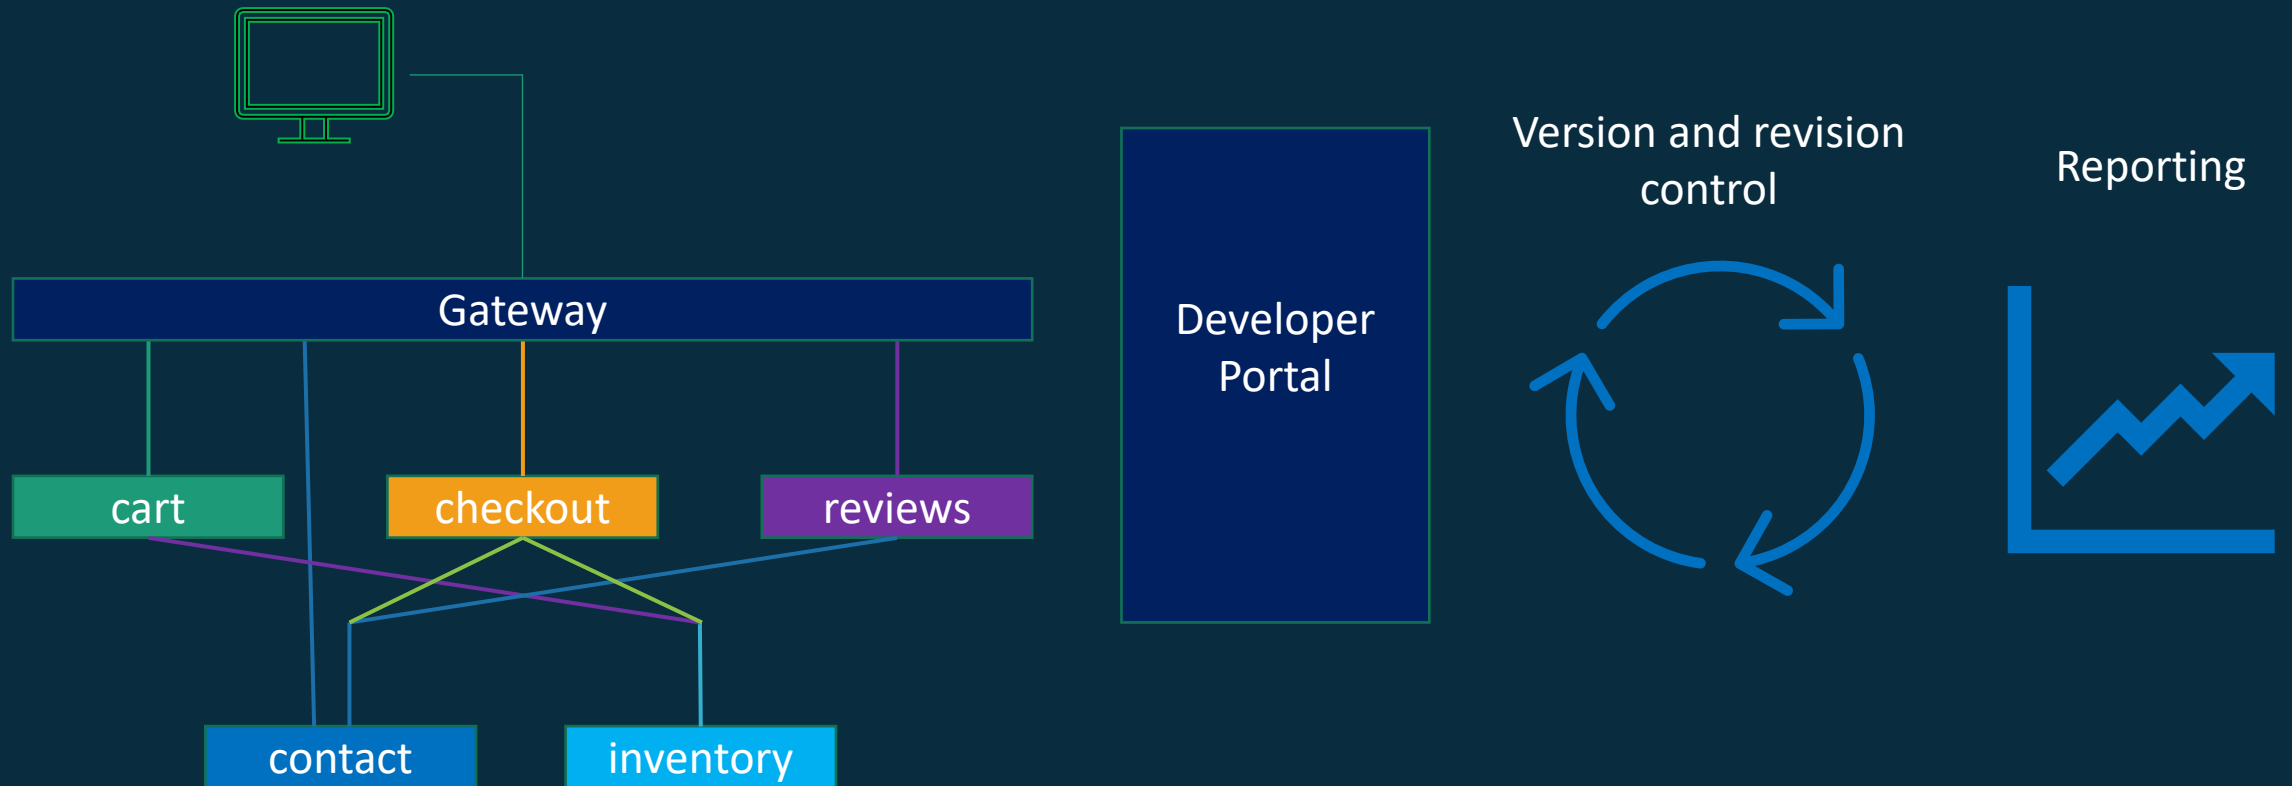 Gateway
cart
checkout
reviews
contact
inventory
Developer
Portal
Version and revision
control
Reporting